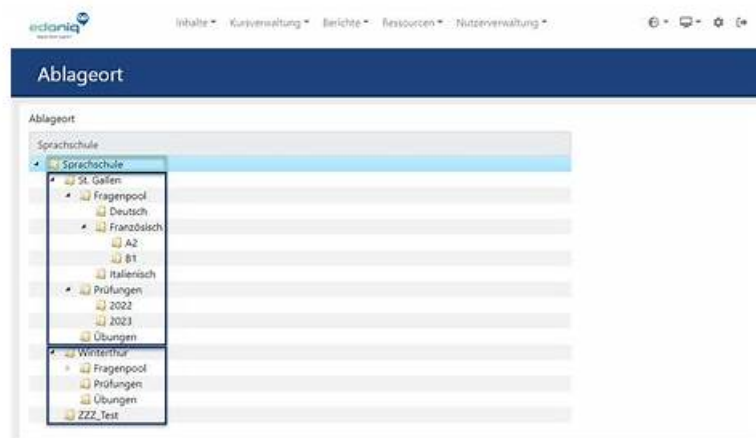 edaniq
Inhalte Kursverwaltung Berichte Ressourcen Nutzerverwaltung
Ablageort
Ablageort
Sprachschule
Sprachschule
St. Gallen
Fragenpool
Deutsch
Französisch
A2
B1
Italienisch
Prüfungen
2022
2023
Übungen
Winterthur
Fragenpool
Prüfungen
Übungen
ZZZ_Test